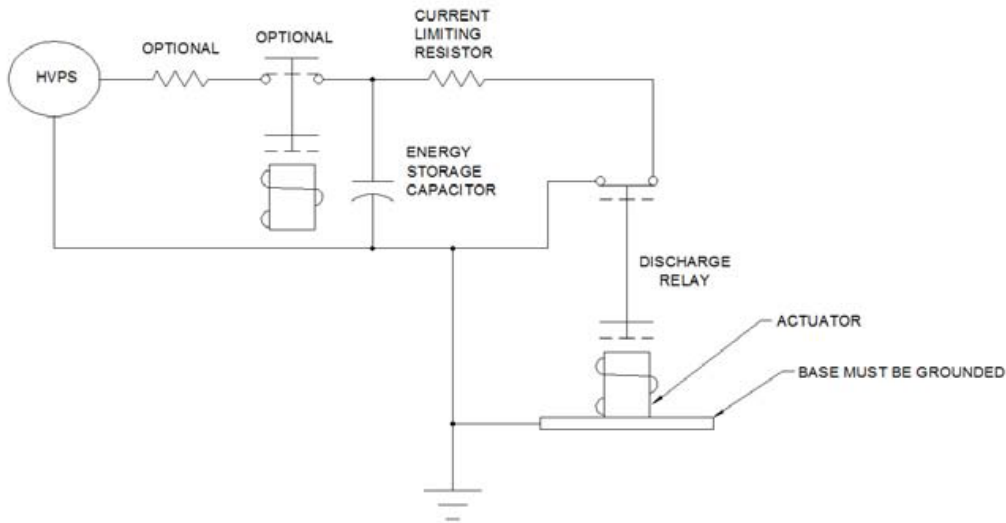 CURRENT
LIMITING
RESISTOR
OPTIONAL
OPTIONAL
HVPS
ENERGY
STORAGE
CAPACITOR
DISCHARGE
RELAY
ACTUATOR
BASE MUST BE GROUNDED